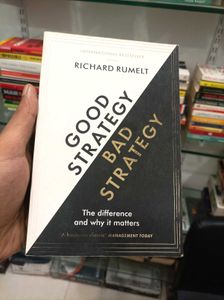 INTERNATIONAL BESTSELLER
RICHARD RUMELT
GOOD
STRATEGY
BAD
STRATEGY
The difference
and why it matters
MANAGEMENT TODAY